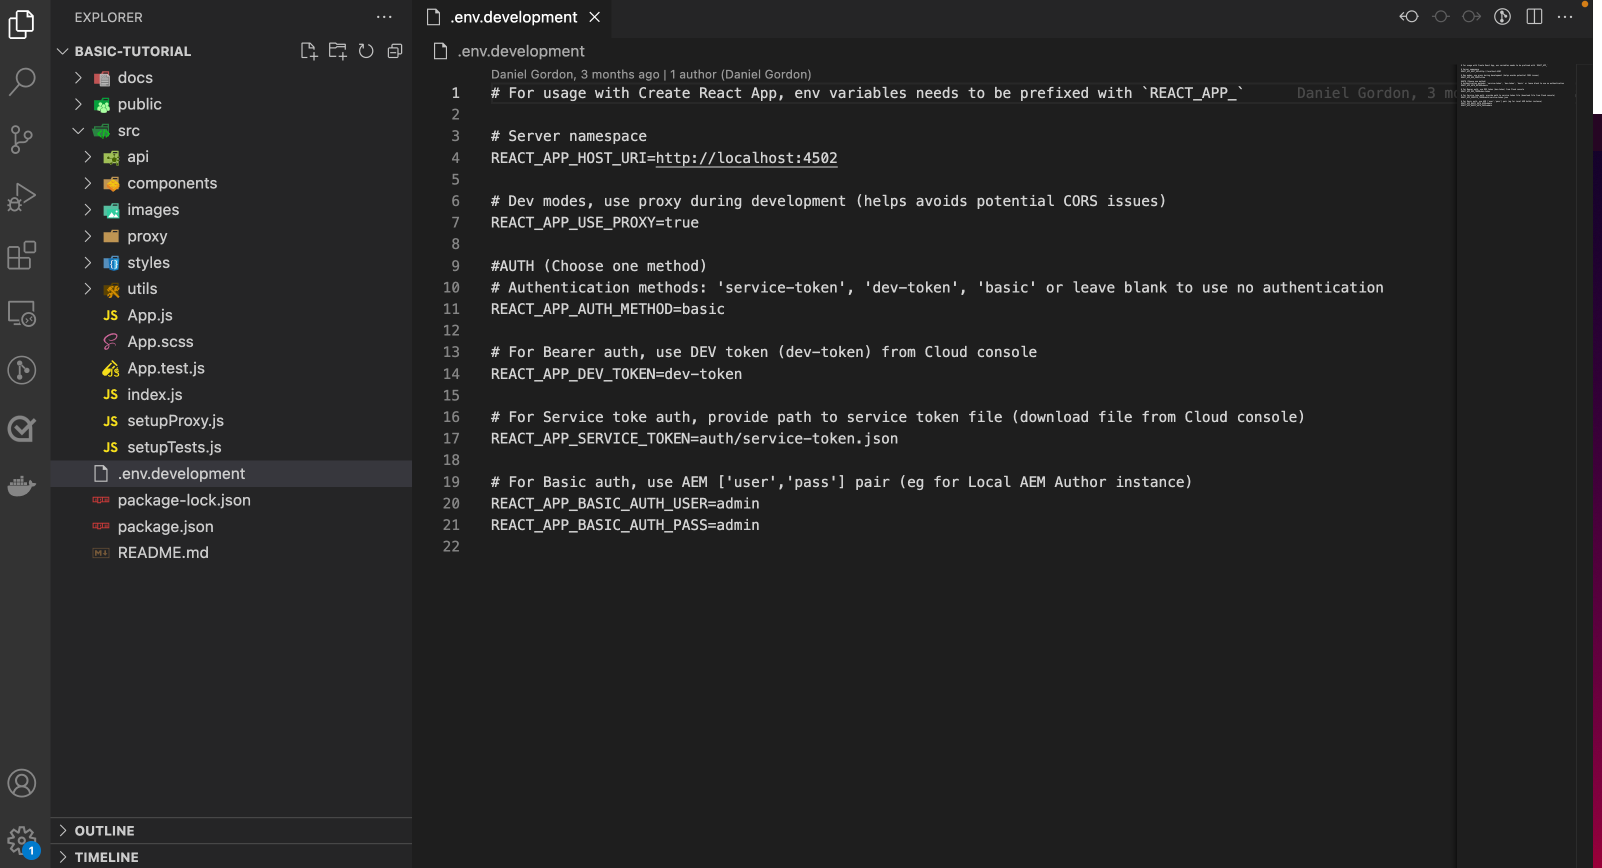 EXPLORER
BASIC-TUTORIAL
docs
public
src
api
components
images
proxy
styles
utils
JS App.js
App.scss
App.test.js
JS index.js
JS setupProxy.js
JS setupTests.js
.env.development
package-lock.json
package.json
README.md
OUTLINE
TIMELINE
1
.env.development
.env.development
Daniel Gordon, 3 months ago | 1 author (Daniel Gordon)
1 # For usage with Create React App, env variables needs to be prefixed with `REACT_APP_` Daniel Gordon, 3 mo
2
3 # Server namespace
4 REACT_APP_HOST_URI=http://localhost:4502
5
6 # Dev modes, use proxy during development (helps avoids potential CORS issues)
7 REACT_APP_USE_PROXY=true
8
9 #AUTH (Choose one method)
10 # Authentication methods: 'service-token', 'dev-token', 'basic' or leave blank to use no authentication
11 REACT_APP_AUTH_METHOD=basic
12
13 # For Bearer auth, use DEV token (dev-token) from Cloud console
14 REACT_APP_DEV_TOKEN=dev-token
15
16 # For Service toke auth, provide path to service token file (download file from Cloud console)
17 REACT_APP_SERVICE_TOKEN=auth/service-token.json
18
19 # For Basic auth, use AEM ['user','pass'] pair (eg for Local AEM Author instance)
20 REACT_APP_BASIC_AUTH_USER=admin
21 REACT_APP_BASIC_AUTH_PASS=admin
22